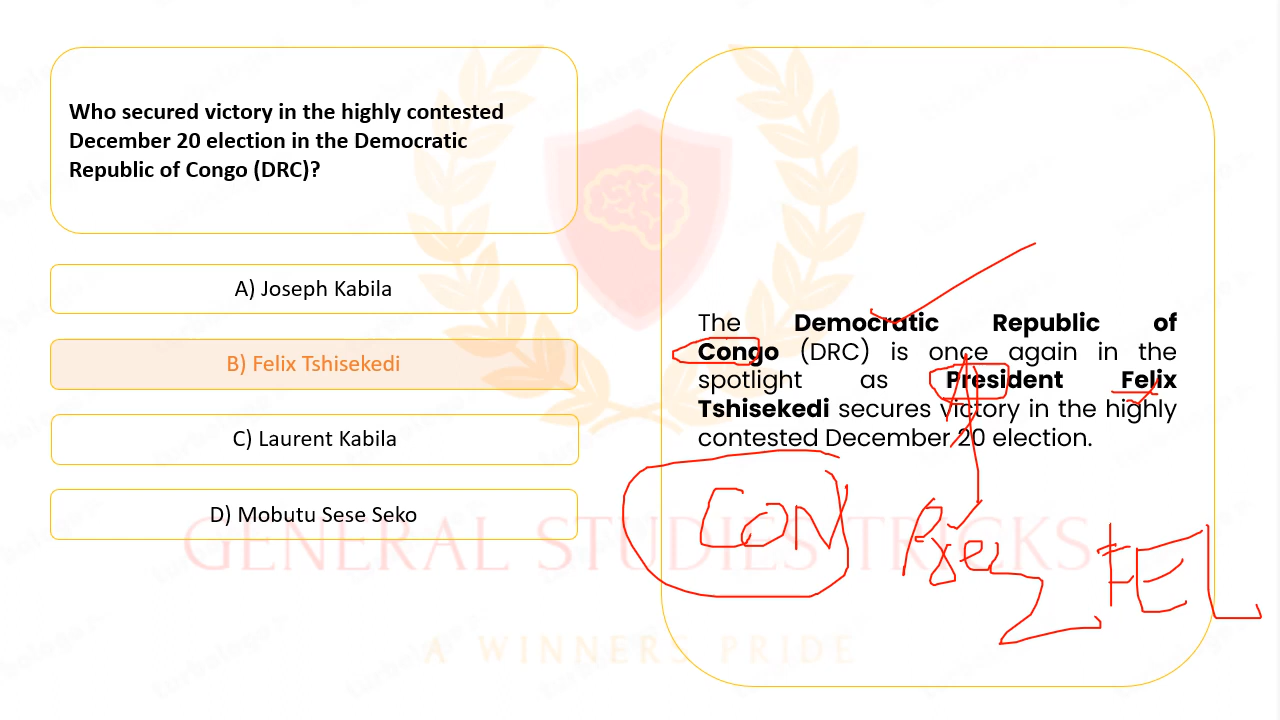 Who secured victory in the highly contested
December 20 election in the Democratic
Republic of Congo (DRC)?
A) Joseph Kabila
B) Felix Tshisekedi
C) Laurent Kabila
D) Mobutu Sese Seko
The Democratic Republic of
Congo (DRC) is once again in the
spotlight as President Felix
Tshisekedi secures victory in the highly
contested December 20 election.
CON
Pres
FEL
GENERAL STUDIES TRICKS
A WINNERS PRIDE